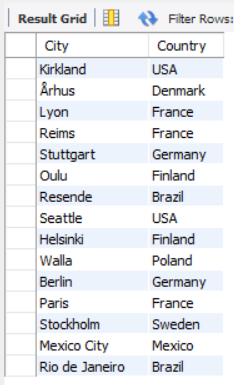 Result Grid Filter Rows:
City Country
Kirkland USA
Århus Denmark
Lyon France
Reims France
Stuttgart Germany
Oulu Finland
Resende Brazil
Seattle USA
Helsinki Finland
Walla Poland
Berlin Germany
Paris France
Stockholm Sweden
Mexico City Mexico
Rio de Janeiro Brazil